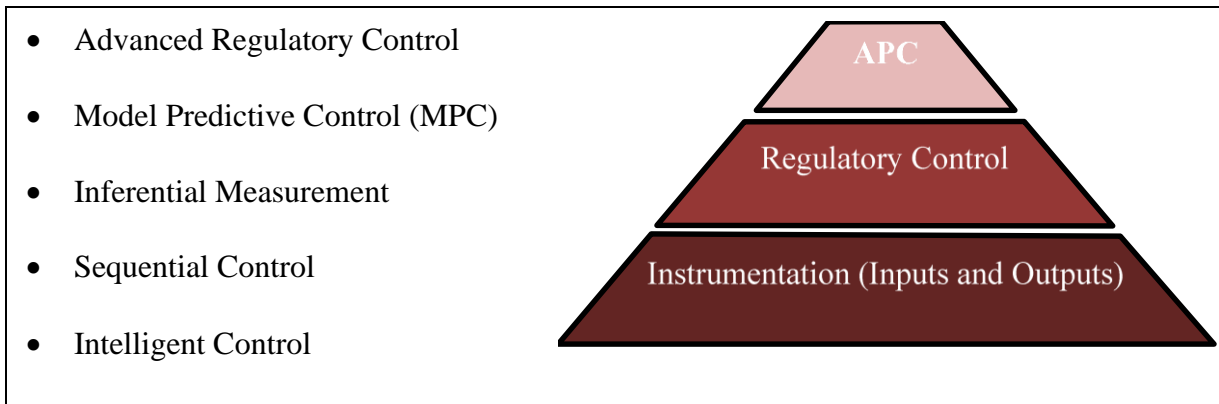 • Advanced Regulatory Control
• Model Predictive Control (MPC)
• Inferential Measurement
• Sequential Control
• Intelligent Control
APC
Regulatory Control
Instrumentation (Inputs and Outputs)